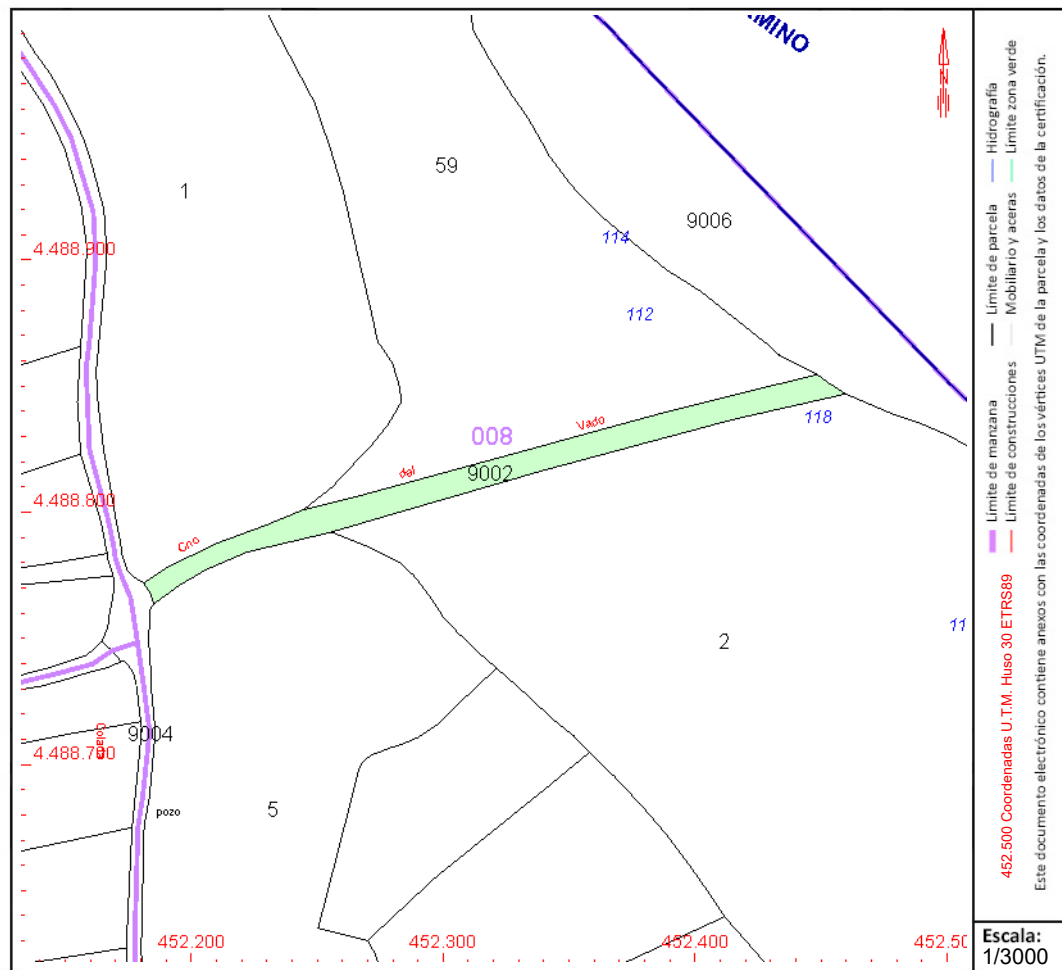 MINO
59
1
9006
4.488.900
114
112
118
008
Vado
del
9002
4.488.800
Cno
11
2
9004
Colada
4.488.700
pozo
5
452.200
452.300
452.400
452.50
N
Límite de manzana
Límite de parcela
Hidrografía
Límite de construcciones
Mobiliario y aceras
Límite zona verde
452.500 Coordenadas U.T.M. Huso 30 ETRS89
Este documento electrónico contiene anexos con las coordenadas de los vértices UTM de la parcela y los datos de la certificación.
Escala:
1/3000